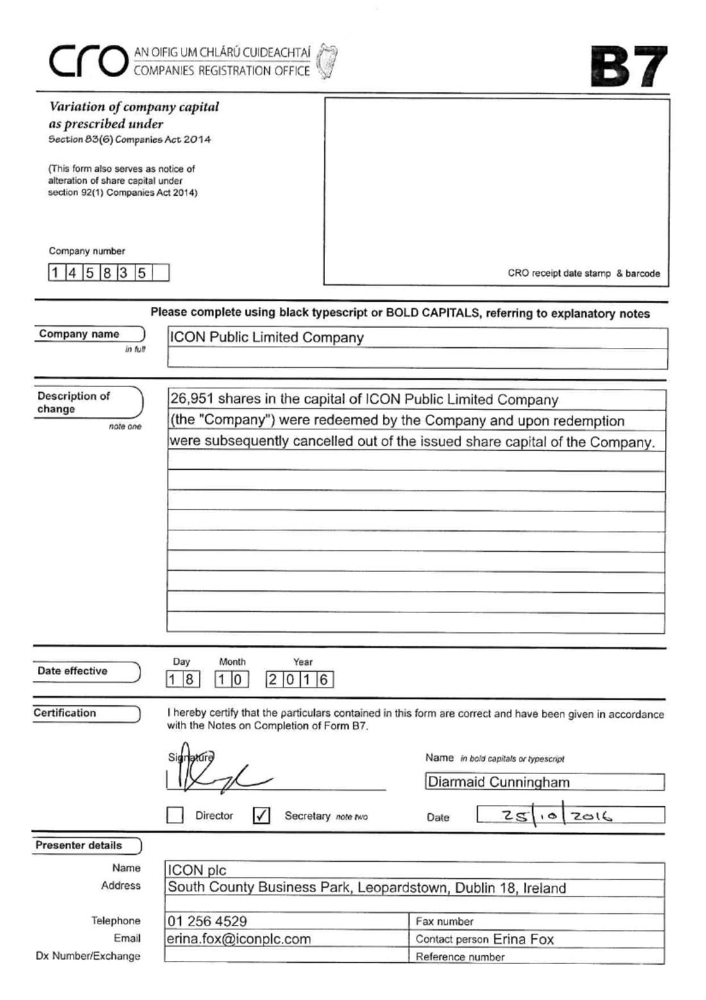 cro AN OIFIG UM CHLÁRÚ CUIDEACHTAÍ
COMPANIES REGISTRATION OFFICE
B7
Variation of company capital
as prescribed under
Section 83(6) Companies Act 2014
(This form also serves as notice of
alteration of share capital under
section 92(1) Companies Act 2014)
Company number
145835
CRO receipt date stamp & barcode
Please complete using black typescript or BOLD CAPITALS, referring to explanatory notes
Company name
in full
ICON Public Limited Company
Description of
change
note one
26,951 shares in the capital of ICON Public Limited Company
(the "Company") were redeemed by the Company and upon redemption
were subsequently cancelled out of the issued share capital of the Company.
Date effective
Day Month Year
18 10 2016
Certification
I hereby certify that the particulars contained in this form are correct and have been given in accordance
with the Notes on Completion of Form B7.
Signature
Name in bold capitals or typescript
Diarmaid Cunningham
Director ✓ Secretary note two
Date 25/10/2016
Presenter details
Name ICON plc
Address South County Business Park, Leopardstown, Dublin 18, Ireland
Telephone 01 256 4529 Fax number
Email erina.fox@iconplc.com Contact person Erina Fox
Dx Number/Exchange Reference number